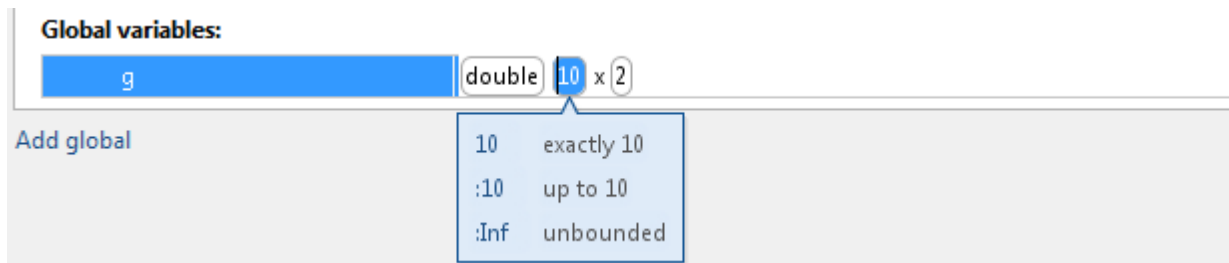 Global variables:
g double 10 x 2
Add global
10 exactly 10
:10 up to 10
:Inf unbounded